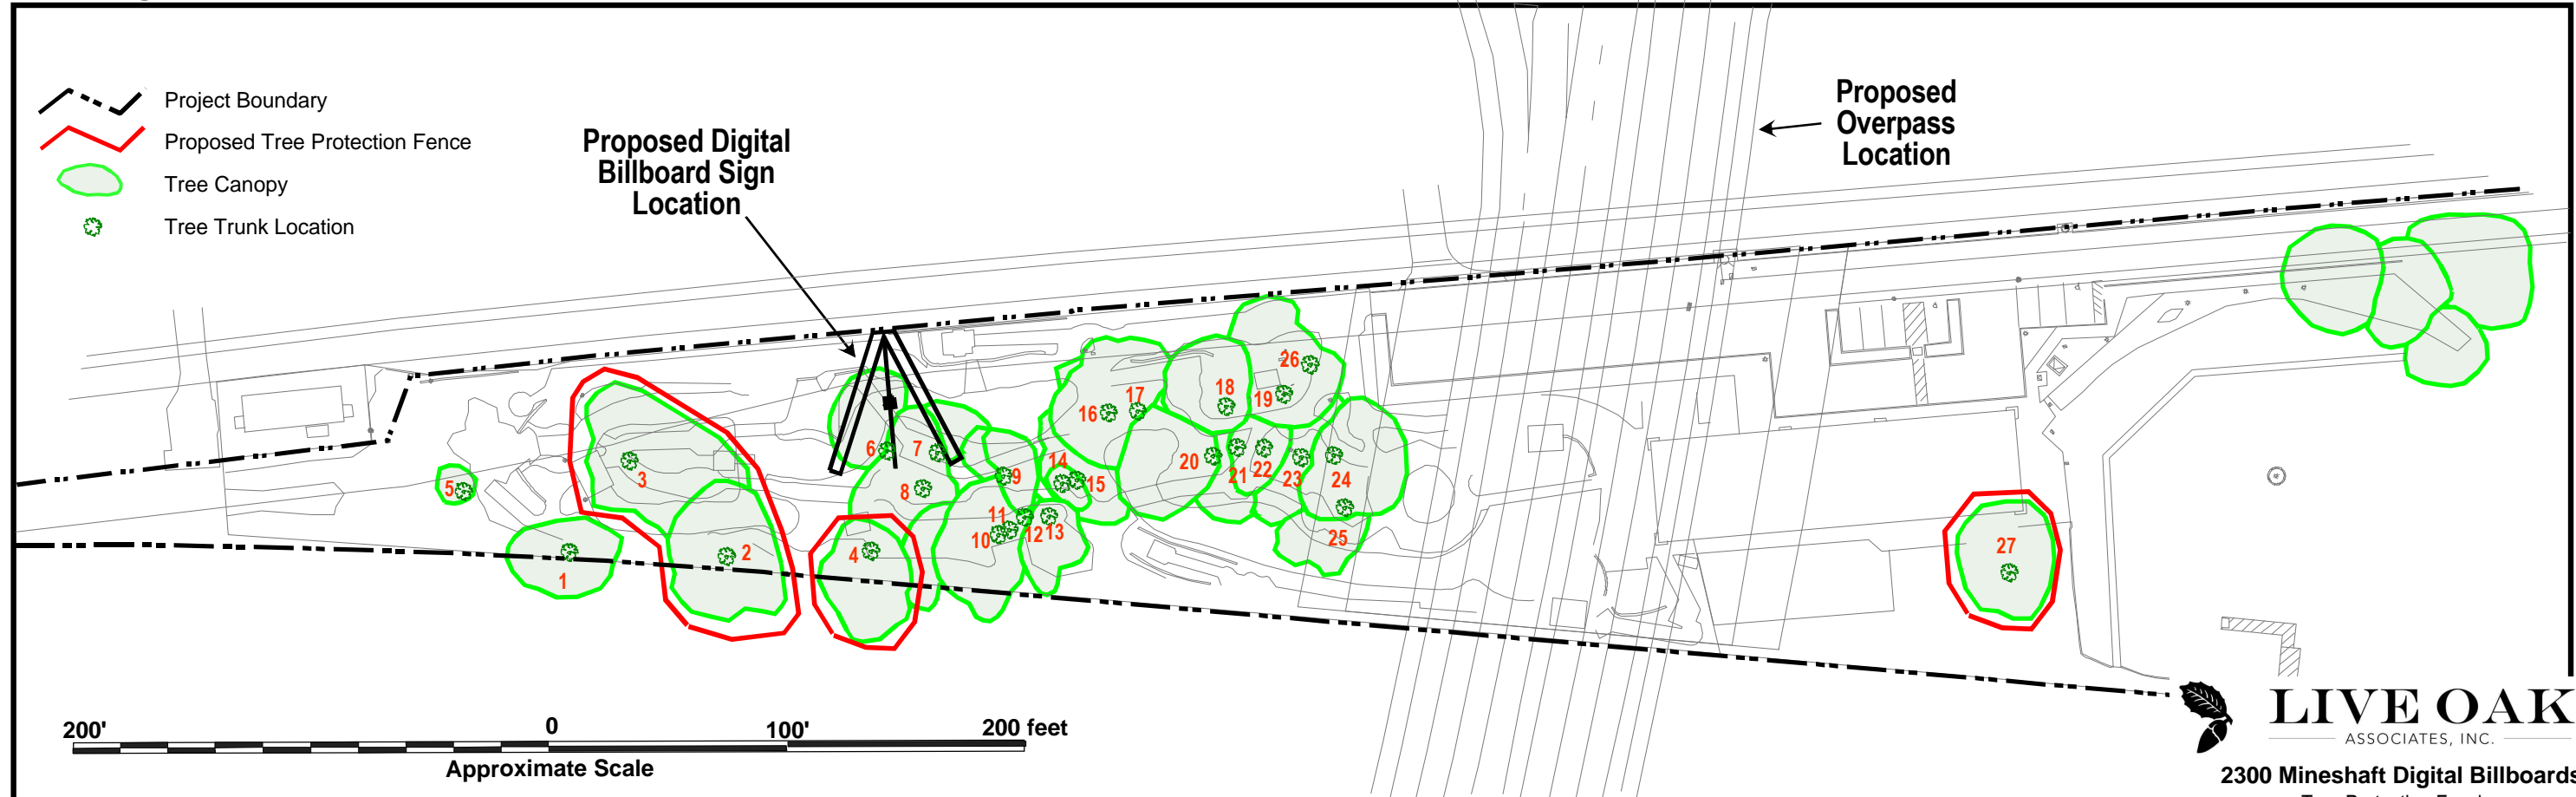 Project Boundary
Proposed Tree Protection Fence
Tree Canopy
Tree Trunk Location
Proposed Digital
Billboard Sign
Location
Proposed
Overpass
Location
1
2
3
4
5
6
7
8
9
10
11
12
13
14
15
16
17
18
19
20
21
22
23
24
25
26
27
200' 0 100' 200 feet
Approximate Scale
LIVE OAK
ASSOCIATES, INC.
2300 Mineshaft Digital Billboards